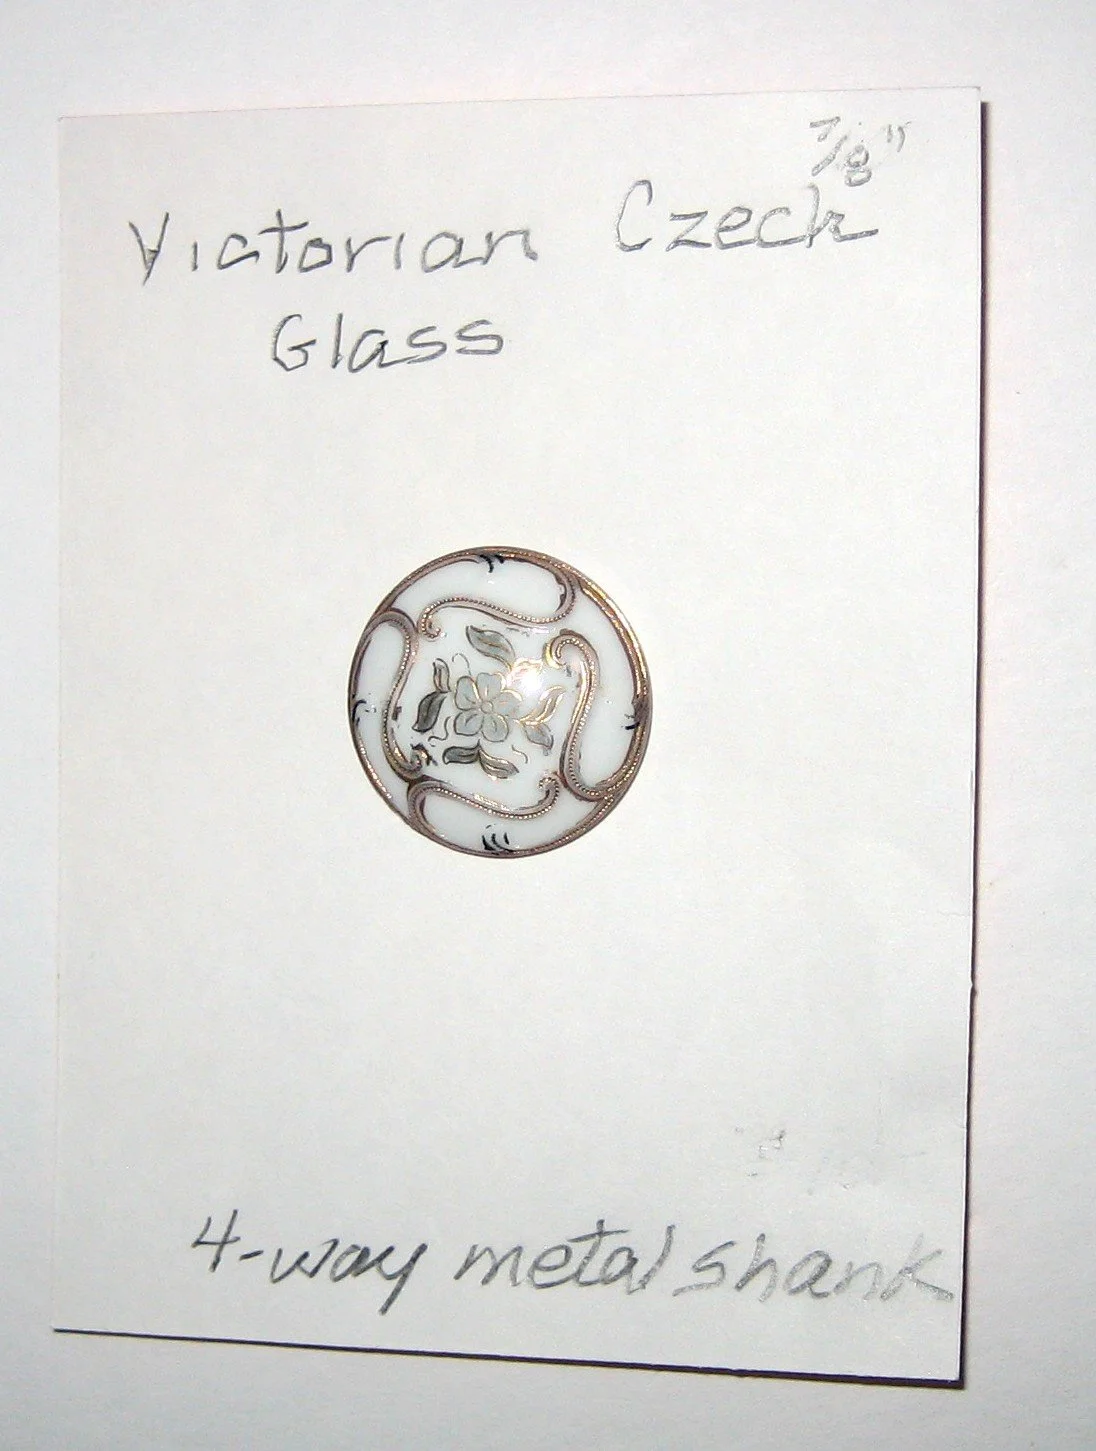 7/8"
Victorian Czech
Glass
4-way metal shank